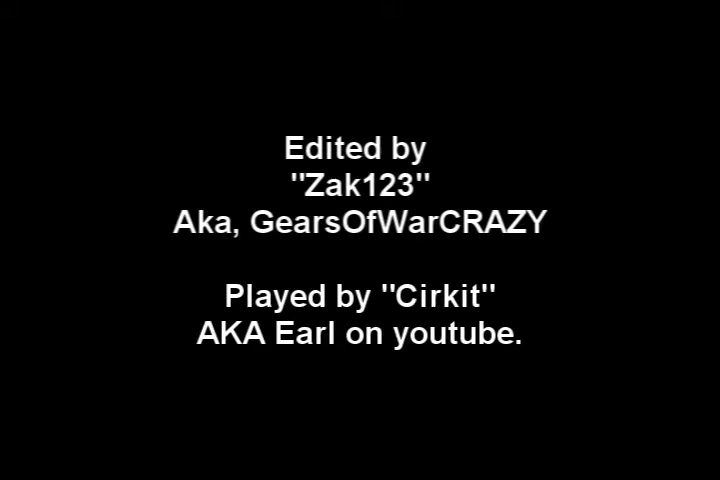 Edited by
"Zak123"
Aka, GearsOfWarCRAZY
Played by "Cirkit"
AKA Earl on youtube.